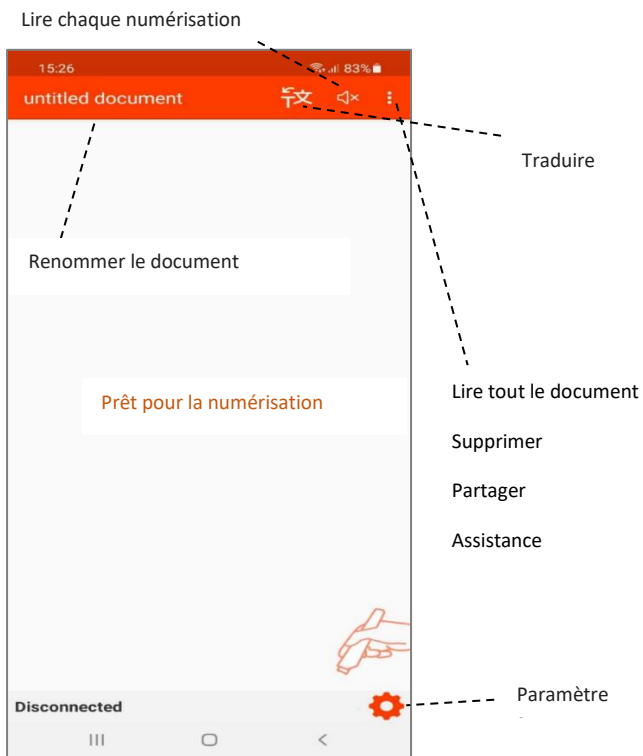 Lire chaque numérisation
15:26 83%
untitled document
Traduire
Renommer le document
Prêt pour la numérisation
Lire tout le document
Supprimer
Partager
Assistance
Paramètre
Disconnected